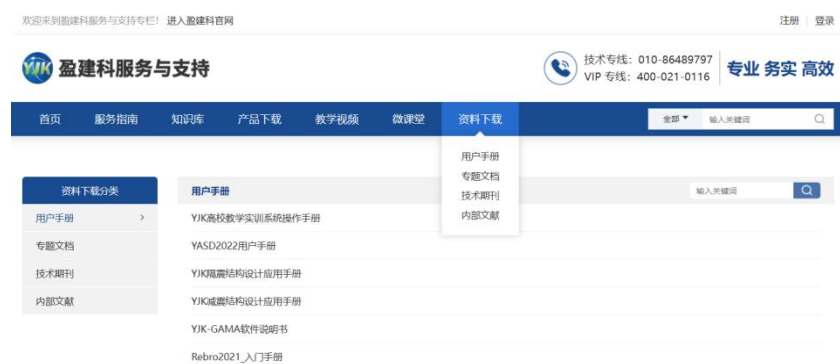 欢迎来到盈建科服务与支持专栏! 进入盈建科官网
注册 登录
YJK 盈建科服务与支持
技术专线: 010-86489797
VIP 专线: 400-021-0116
专业 务实 高效
首页 服务指南 知识库 产品下载 教学视频 微课堂 资料下载 全部 输入关键词
用户手册
专题文档
技术期刊
内部文献
资料下载分类
用户手册
专题文档
技术期刊
内部文献
用户手册 输入关键词
YJK高校教学实训系统操作手册
YASD2022用户手册
YJK隔震结构设计应用手册
YJK减震结构设计应用手册
YJK-GAMA软件说明书
Rebro2021_入门手册